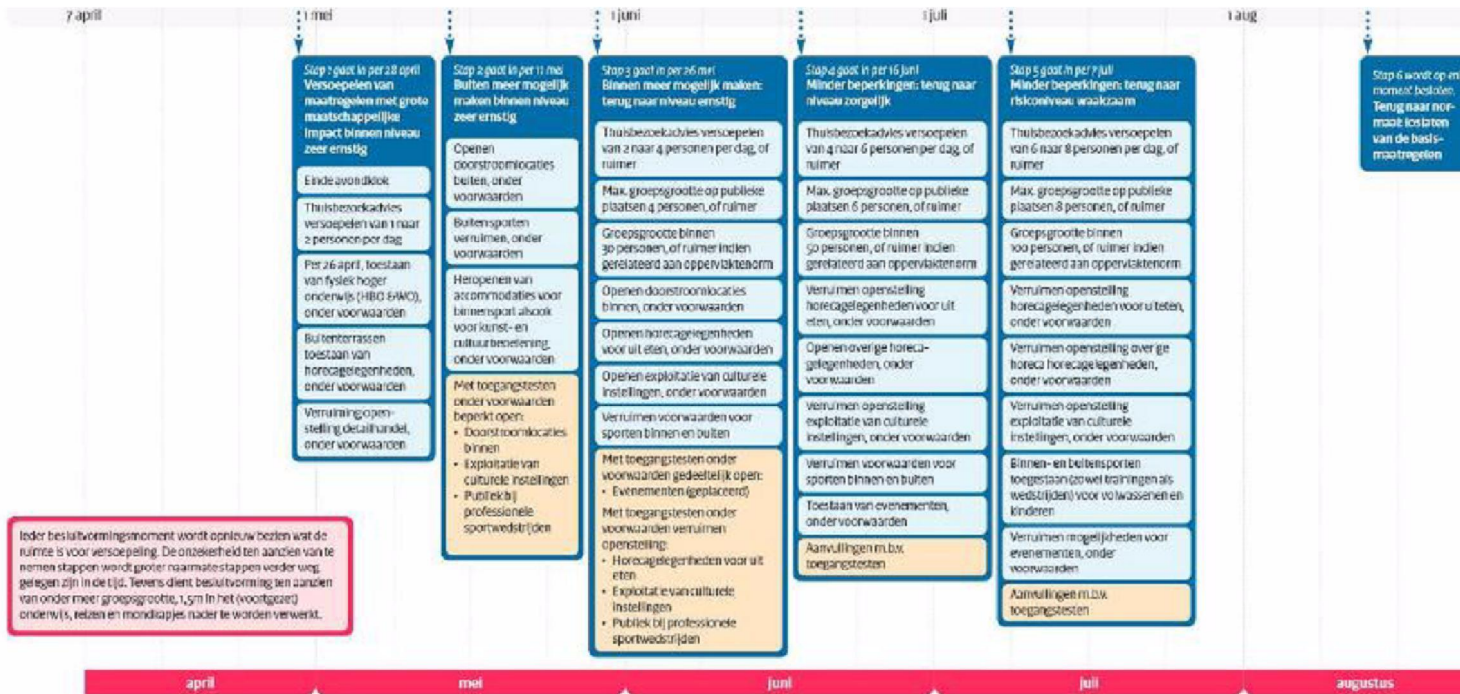 7 april
1 mei
1 juni
1 juli
1 aug
Stap 1 gaat in per 28 april
Versoepelen van
maatregelen met grote
maatschappelijke
impact binnen niveau
zeer ernstig
Einde avondklok
Thuisbezoekadvies
versoepelen van 1 naar
2 personen per dag
Per 26 april, toestaan
van fysiek hoger
onderwijs (HBO &WO),
onder voorwaarden
Buitenterrassen
toestaan van
horecagelegenheden,
onder voorwaarden
Verruiming open-
stelling detailhandel,
onder voorwaarden
Stap 2 gaat in per 11 mei
Buiten meer mogelijk
maken binnen niveau
zeer ernstig
Openen
doorstroomlocaties
buiten, onder
voorwaarden
Buitensporten
verruimen, onder
voorwaarden
Heropenen van
accommodaties voor
binnensport alsook
voor kunst- en
cultuurbeoefening,
onder voorwaarden
Met toegangstesten
onder voorwaarden
beperkt open:
• Doorstroomlocaties
binnen
• Exploitatie van
culturele instellingen
• Publiek bij
professionele
sportwedstrijden
Stap 3 gaat in per 26 mei
Binnen meer mogelijk maken:
terug naar niveau ernstig
Thuisbezoekadvies versoepelen
van 2 naar 4 personen per dag, of
ruimer
Max. groepsgrootte op publieke
plaatsen 4 personen, of ruimer
Groepsgrootte binnen
30 personen, of ruimer indien
gerelateerd aan oppervlaktenorm
Openen doorstroomlocaties
binnen, onder voorwaarden
Openen horecagelegenheden
voor uit eten, onder voorwaarden
Openen exploitatie van culturele
instellingen, onder voorwaarden
Verruimen voorwaarden voor
sporten binnen en buiten
Met toegangstesten onder
voorwaarden gedeeltelijk open:
• Evenementen (geplaceerd)
Met toegangstesten onder
voorwaarden verruimen
openstelling:
• Horecagelegenheden voor uit
eten
• Exploitatie van culturele
instellingen
• Publiek bij professionele
sportwedstrijden
Stap 4 gaat in per 16 juni
Minder beperkingen: terug naar
niveau zorgelijk
Thuisbezoekadvies versoepelen
van 4 naar 6 personen per dag, of
ruimer
Max. groepsgrootte op publieke
plaatsen 6 personen, of ruimer
Groepsgrootte binnen
50 personen, of ruimer indien
gerelateerd aan oppervlaktenorm
Verruimen openstelling
horecagelegenheden voor uit
eten, onder voorwaarden
Openen overige horeca-
gelegenheden, onder
voorwaarden
Verruimen openstelling
exploitatie van culturele
instellingen, onder voorwaarden
Verruimen voorwaarden voor
sporten binnen en buiten
Toestaan van evenementen,
onder voorwaarden
Aanvullingen m.b.v.
toegangstesten
Stap 5 gaat in per 7 juli
Minder beperkingen: terug naar
risiconiveau waakzaam
Thuisbezoekadvies versoepelen
van 6 naar 8 personen per dag, of
ruimer
Max. groepsgrootte op publieke
plaatsen 8 personen, of ruimer
Groepsgrootte binnen
100 personen, of ruimer indien
gerelateerd aan oppervlaktenorm
Verruimen openstelling
horecagelegenheden voor uiteten,
onder voorwaarden
Verruimen openstelling overige
horeca horecagelegenheden,
onder voorwaarden
Verruimen openstelling
exploitatie van culturele
instellingen, onder voorwaarden
Binnen- en buitensporten
toegestaan (zowel trainingen als
wedstrijden) voor volwassenen en
kinderen
Verruimen mogelijkheden voor
evenementen, onder
voorwaarden
Aanvullingen m.b.v.
toegangstesten
Stap 6 wordt op
moment besloten.
Terug naar nor-
maal: loslaten
van de basis-
maatregelen
Ieder besluitvormingsmoment wordt opnieuw bezien wat de
ruimte is voor versoepeling. De onzekerheid ten aanzien van te
nemen stappen wordt groter naarmate stappen verder weg
gelegen zijn in de tijd. Tevens dient besluitvorming ten aanzien
van onder meer groepsgrootte, 1,5m in het (voortgezet)
onderwijs, reizen en mondkapjes nader te worden verwerkt.
april
mei
juni
juli
augustus